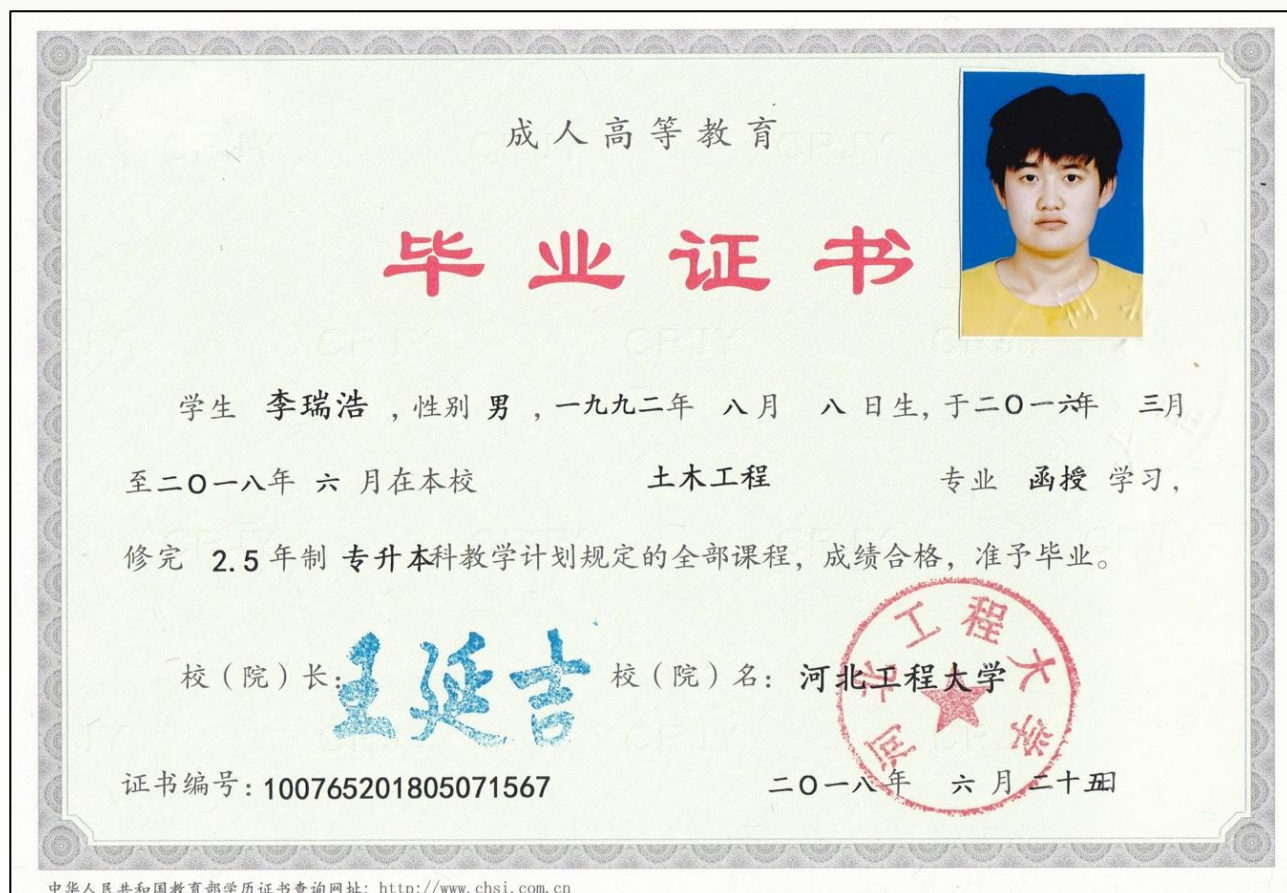 成人高等教育
毕业证书
学生 李瑞浩 ,性别 男 ,一九九二年 八月 八日生,于二〇一六年 三月
至二〇一八年 六 月在本校 土木工程 专业 函授 学习,
修完 2.5 年制 专升本科教学计划规定的全部课程,成绩合格,准予毕业。
校(院)长: 王延吉 校(院)名: 河北工程大学
河北工程大学
证书编号: 100765201805071567 二〇一八年 六月 二十五日
中华人民共和国教育部学历证书查询网址: http://www.chsi.com.cn